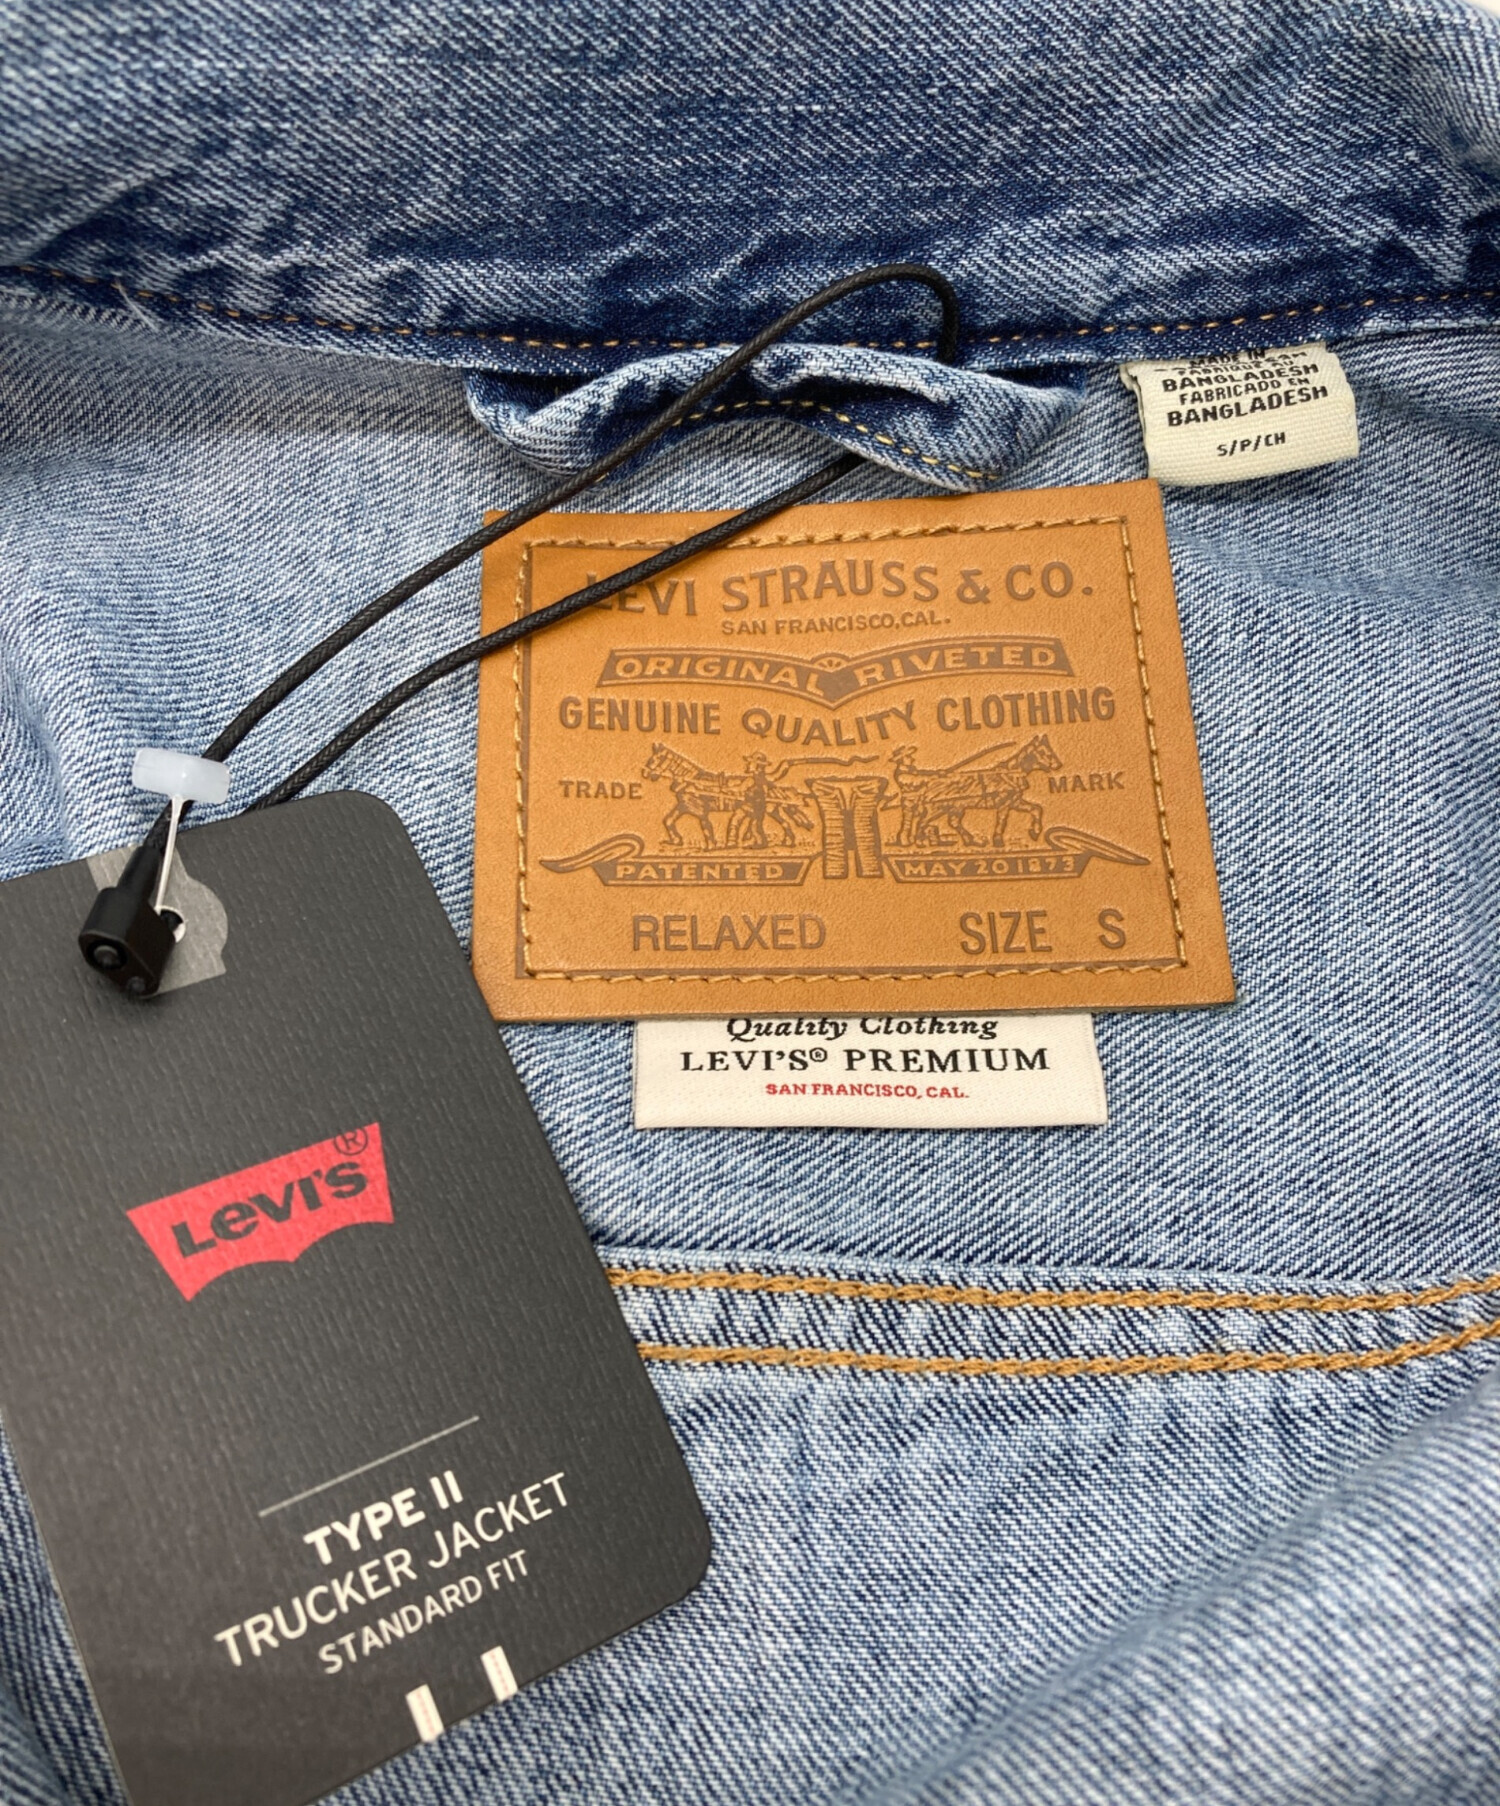 MADE IN
BANGLADESH
FABRICADO EN
BANGLADESH
S/P/CH
LEVI STRAUSS & CO.
SAN FRANCISCO, CAL.
ORIGINAL RIVETED
GENUINE QUALITY CLOTHING
TRADE MARK
PATENTED MAY 20 1873
RELAXED SIZE S
Quality Clothing
LEVI'S® PREMIUM
SAN FRANCISCO, CAL.
Levi's®
TYPE II
TRUCKER JACKET
STANDARD FIT